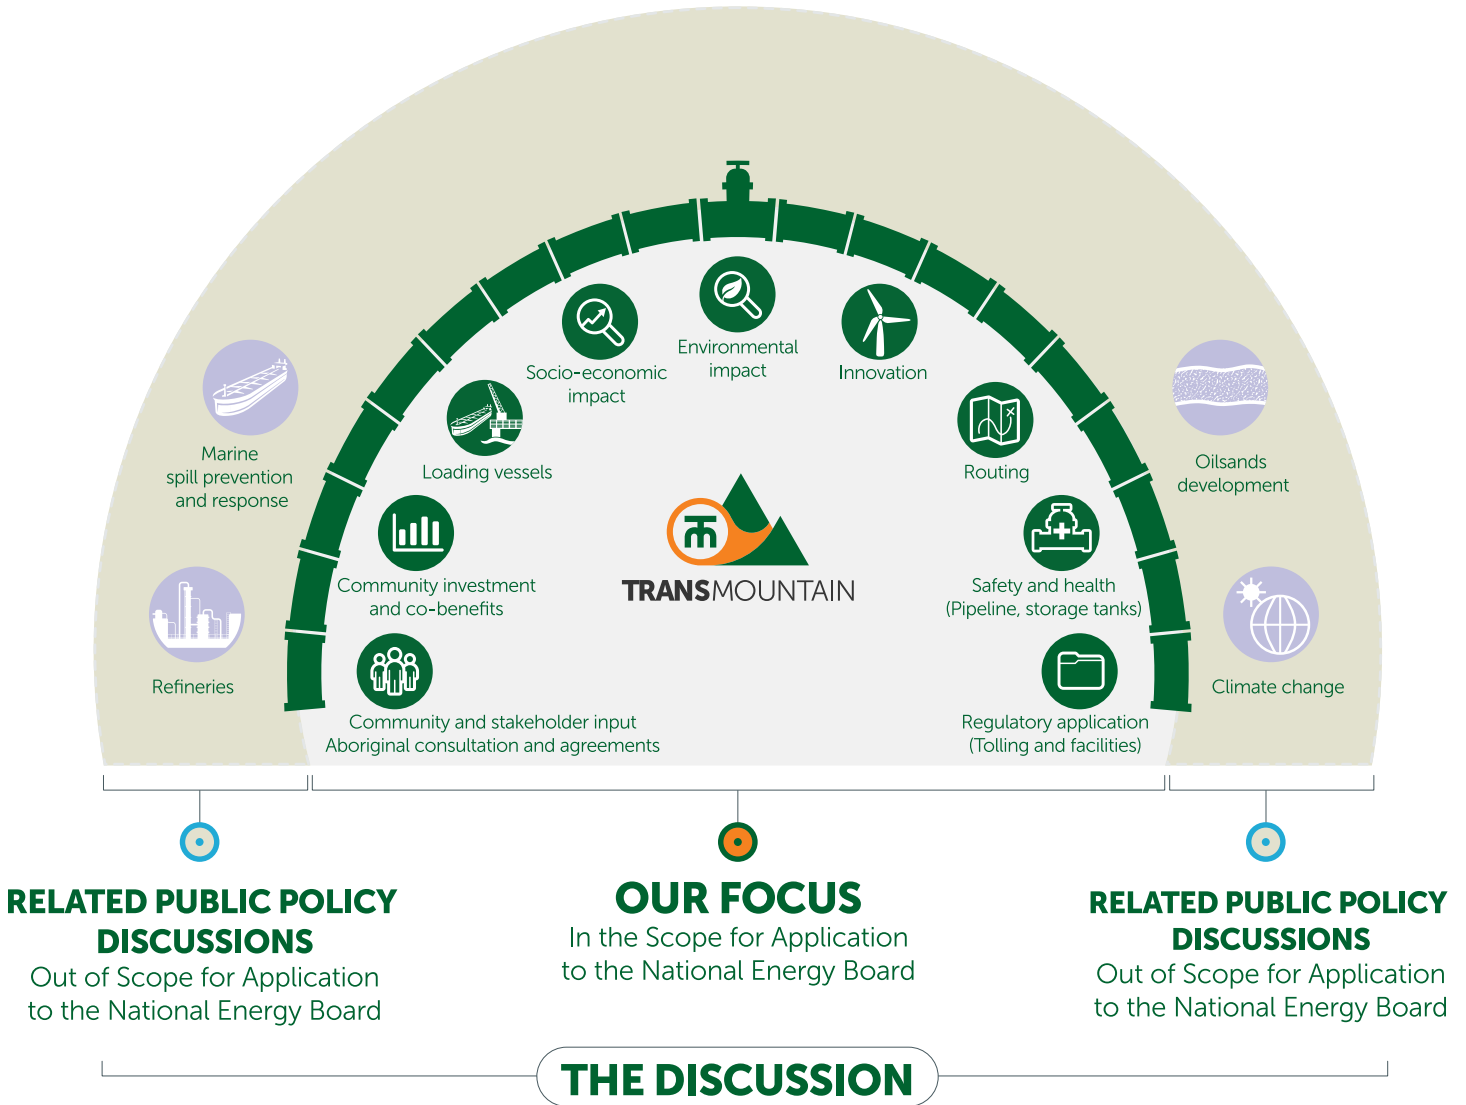 Environmental
impact
Socio-economic
impact
Innovation
Loading vessels
Routing
Marine
spill prevention
and response
Oilsands
development
Community investment
and co-benefits
TRANSMOUNTAIN
Safety and health
(Pipeline, storage tanks)
Refineries
Climate change
Community and stakeholder input
Aboriginal consultation and agreements
Regulatory application
(Tolling and facilities)
RELATED PUBLIC POLICY
DISCUSSIONS
Out of Scope for Application
to the National Energy Board
OUR FOCUS
In the Scope for Application
to the National Energy Board
RELATED PUBLIC POLICY
DISCUSSIONS
Out of Scope for Application
to the National Energy Board
THE DISCUSSION